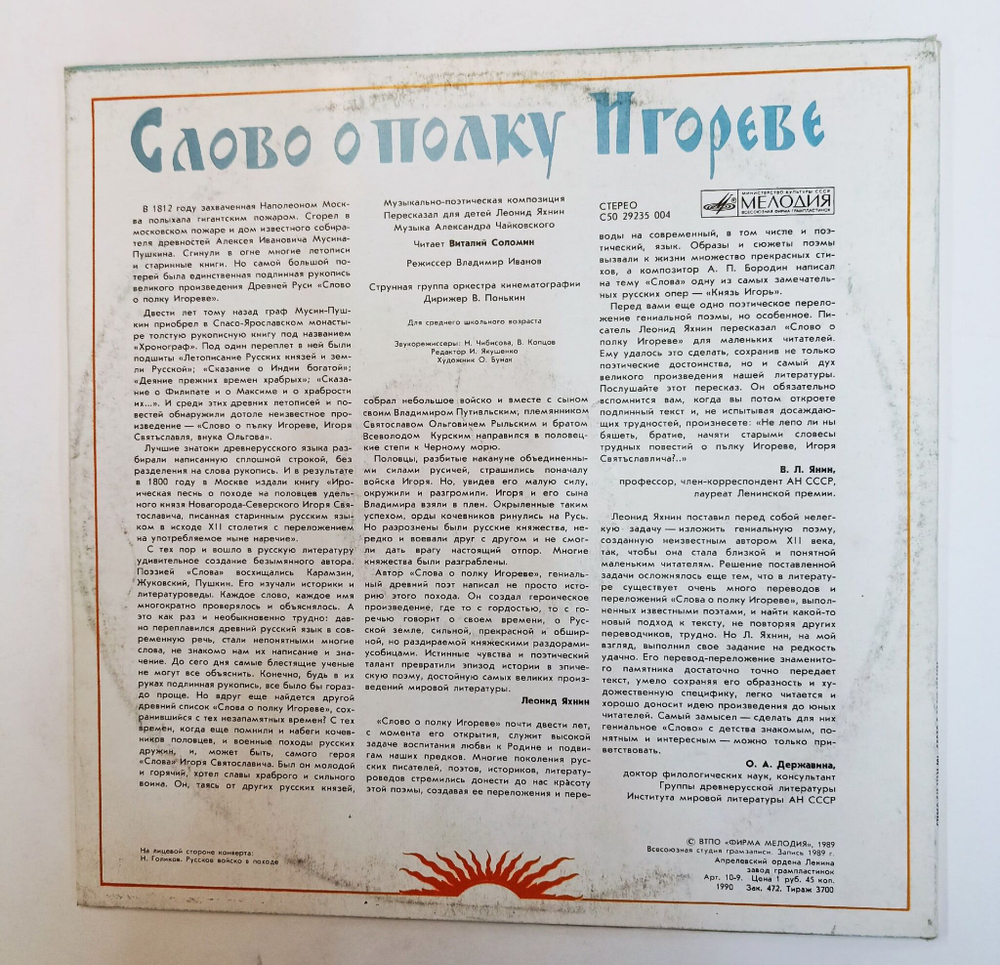 Слово о полку Игореве
В 1812 году захваченная Наполеоном Моск-
ва полыхала гигантским пожаром. Сгорел в
московском пожаре и дом известного собира-
теля древностей Алексея Ивановича Мусина-
Пушкина. Сгинули в огне многие летописи
и старинные книги. Но самой большой по-
терей была единственная подлинная рукопись
великого произведения Древней Руси «Слово
о полку Игореве».
Двести лет тому назад граф Мусин-Пуш-
кин приобрел в Спасо-Ярославском монасты-
ре толстую рукописную книгу под названием
«Хронограф». Под один переплет в ней были
подшиты «Летописание Русских князей и зем-
ли Русской»; «Сказание о Индии богатой»;
«Деяние прежних времен храбрых»; «Сказа-
ние о Филипате и о Максиме и о храбрости
их...». И среди этих древних летописей и по-
вестей обнаружили дотоле неизвестное про-
изведение — «Слово о пълку Игореве, Игоря
Святъславля, внука Ольгова».
Лучшие знатоки древнерусского языка раз-
бирали написанную сплошной строкой, без
разделения на слова рукопись. И в результате
в 1800 году в Москве издали книгу «Иро-
ическая песнь о походе на половцев удель-
ного князя Новагорода-Северского Игоря Свя-
тославича, писанная старинным русским язы-
ком в исходе XII столетия с переложением
на употребляемое ныне наречие».
С тех пор и вошло в русскую литературу
удивительное создание безымянного автора.
Поэзией «Слова» восхищались Карамзин,
Жуковский, Пушкин. Его изучали историки и
литературоведы. Каждое слово, каждое имя
многократно проверялось и объяснялось. А
это как раз и необыкновенно трудно: дав-
но переплавился древний русский язык в сов-
ременную речь, стали непонятными многие
слова, не знакомо нам их написание и зна-
чение. До сего дня самые блестящие ученые
не могут все объяснить. Конечно, будь в их
руках подлинная рукопись, все было бы гораз-
до проще. Но вдруг еще найдется другой
древний список «Слова о полку Игореве», сох-
ранившийся с тех незапамятных времен? С тех
времен, когда еще помнили и набеги кочев-
ников половцев, и военные походы русских
дружин, и, может быть, самого героя
«Слова» Игоря Святославича. Был он молодой
и горячий, хотел славы храброго и сильного
воина. Он, таясь от других русских князей,
Музыкально-поэтическая композиция
Пересказал для детей Леонид Яхнин
Музыка Александра Чайковского
Читает Виталий Соломин
Режиссер Владимир Иванов
Струнная группа оркестра кинематографии
Дирижер В. Понькин
Для среднего школьного возраста
Звукорежиссеры: Н. Чибисова, В. Копцов
Редактор И. Якушенко
Художник О. Бунак
собрал небольшое войско и вместе с сыном
своим Владимиром Путивльским, племянником
Святославом Ольговичем Рыльским и братом
Всеволодом Курским направился в половец-
кие степи к Черному морю.
Половцы, разбитые накануне объединенны-
ми силами русичей, страшились поначалу
войска Игоря. Но, увидев его малую силу,
окружили и разгромили. Игоря и его сына
Владимира взяли в плен. Окрыленные таким
успехом, орды кочевников ринулись на Русь.
Но разрознены были русские княжества, не-
редко и воевали друг с другом и не смог-
ли дать врагу настоящий отпор. Многие
княжества были разграблены.
Автор «Слова о полку Игореве», гениаль-
ный древний поэт написал не просто исто-
рию этого похода. Он создал героическое
произведение, где то с гордостью, то с го-
речью говорит о своем времени, о Рус-
ской земле, сильной, прекрасной и обшир-
ной, но раздираемой княжескими раздорами-
усобицами. Истинные чувства и поэтический
талант превратили эпизод истории в эпичес-
кую поэму, достойную самых великих произ-
ведений мировой литературы.
Леонид Яхнин
«Слово о полку Игореве» почти двести лет,
с момента его открытия, служит высокой
задаче воспитания любви к Родине и подви-
гам наших предков. Многие поколения рус-
ских писателей, поэтов, историков, литерату-
роведов стремились донести до нас красоту
этой поэмы, создавая ее переложения и пере-
СТЕРЕО
С50 29235 004
МИНИСТЕРСТВО КУЛЬТУРЫ СССР
МЕЛОДИЯ
ВСЕСОЮЗНАЯ ФИРМА ГРАМПЛАСТИНОК
воды на современный, в том числе и поэ-
тический, язык. Образы и сюжеты поэмы
вызвали к жизни множество прекрасных сти-
хов, а композитор А. П. Бородин написал
на тему «Слова» одну из самых замечатель-
ных русских опер — «Князь Игорь».
Перед вами еще одно поэтическое перело-
жение гениальной поэмы, но особенное. Пи-
сатель Леонид Яхнин пересказал «Слово о
полку Игореве» для маленьких читателей.
Ему удалось это сделать, сохранив не только
поэтические достоинства, но и самый дух
великого произведения нашей литературы.
Послушайте этот пересказ. Он обязательно
вспомнится вам, когда вы потом откроете
подлинный текст и, не испытывая досаждаю-
щих трудностей, произнесете: «Не лепо ли ны
бяшеть, братие, начяти старыми словесы
трудных повестий о пълку Игореве, Игоря
Святъславлича?..»
В. Л. Янин,
профессор, член-корреспондент АН СССР,
лауреат Ленинской премии.
Леонид Яхнин поставил перед собой нелег-
кую задачу — изложить гениальную поэму,
созданную неизвестным автором XII века,
так, чтобы она стала близкой и понятной
маленьким читателям. Решение поставленной
задачи осложнялось еще тем, что в литерату-
ре существует очень много переводов и
переложений «Слова о полку Игореве», выпол-
ненных известными поэтами, и найти какой-то
новый подход к тексту, не повторяя других
переводчиков, трудно. Но Л. Яхнин, на мой
взгляд, выполнил свое задание на редкость
удачно. Его перевод-переложение знаменито-
го памятника достаточно точно передает
текст, умело сохраняя его образность и ху-
дожественную специфику, легко читается и
хорошо доносит идею произведения до юных
читателей. Самый замысел — сделать для них
гениальное «Слово» с детства знакомым, по-
нятным и интересным — можно только при-
ветствовать.
О. А. Державина,
доктор филологических наук, консультант
Группы древнерусской литературы
Института мировой литературы АН СССР
На лицевой стороне конверта:
Н. Голиков. Русское войско в походе
© ВТПО «ФИРМА МЕЛОДИЯ», 1989
Всесоюзная студия грамзаписи. Запись 1989 г.
Апрелевский ордена Ленина
завод грампластинок
Арт. 10-9. Цена 1 руб. 45 коп.
1990 Зак. 472. Тираж 3700